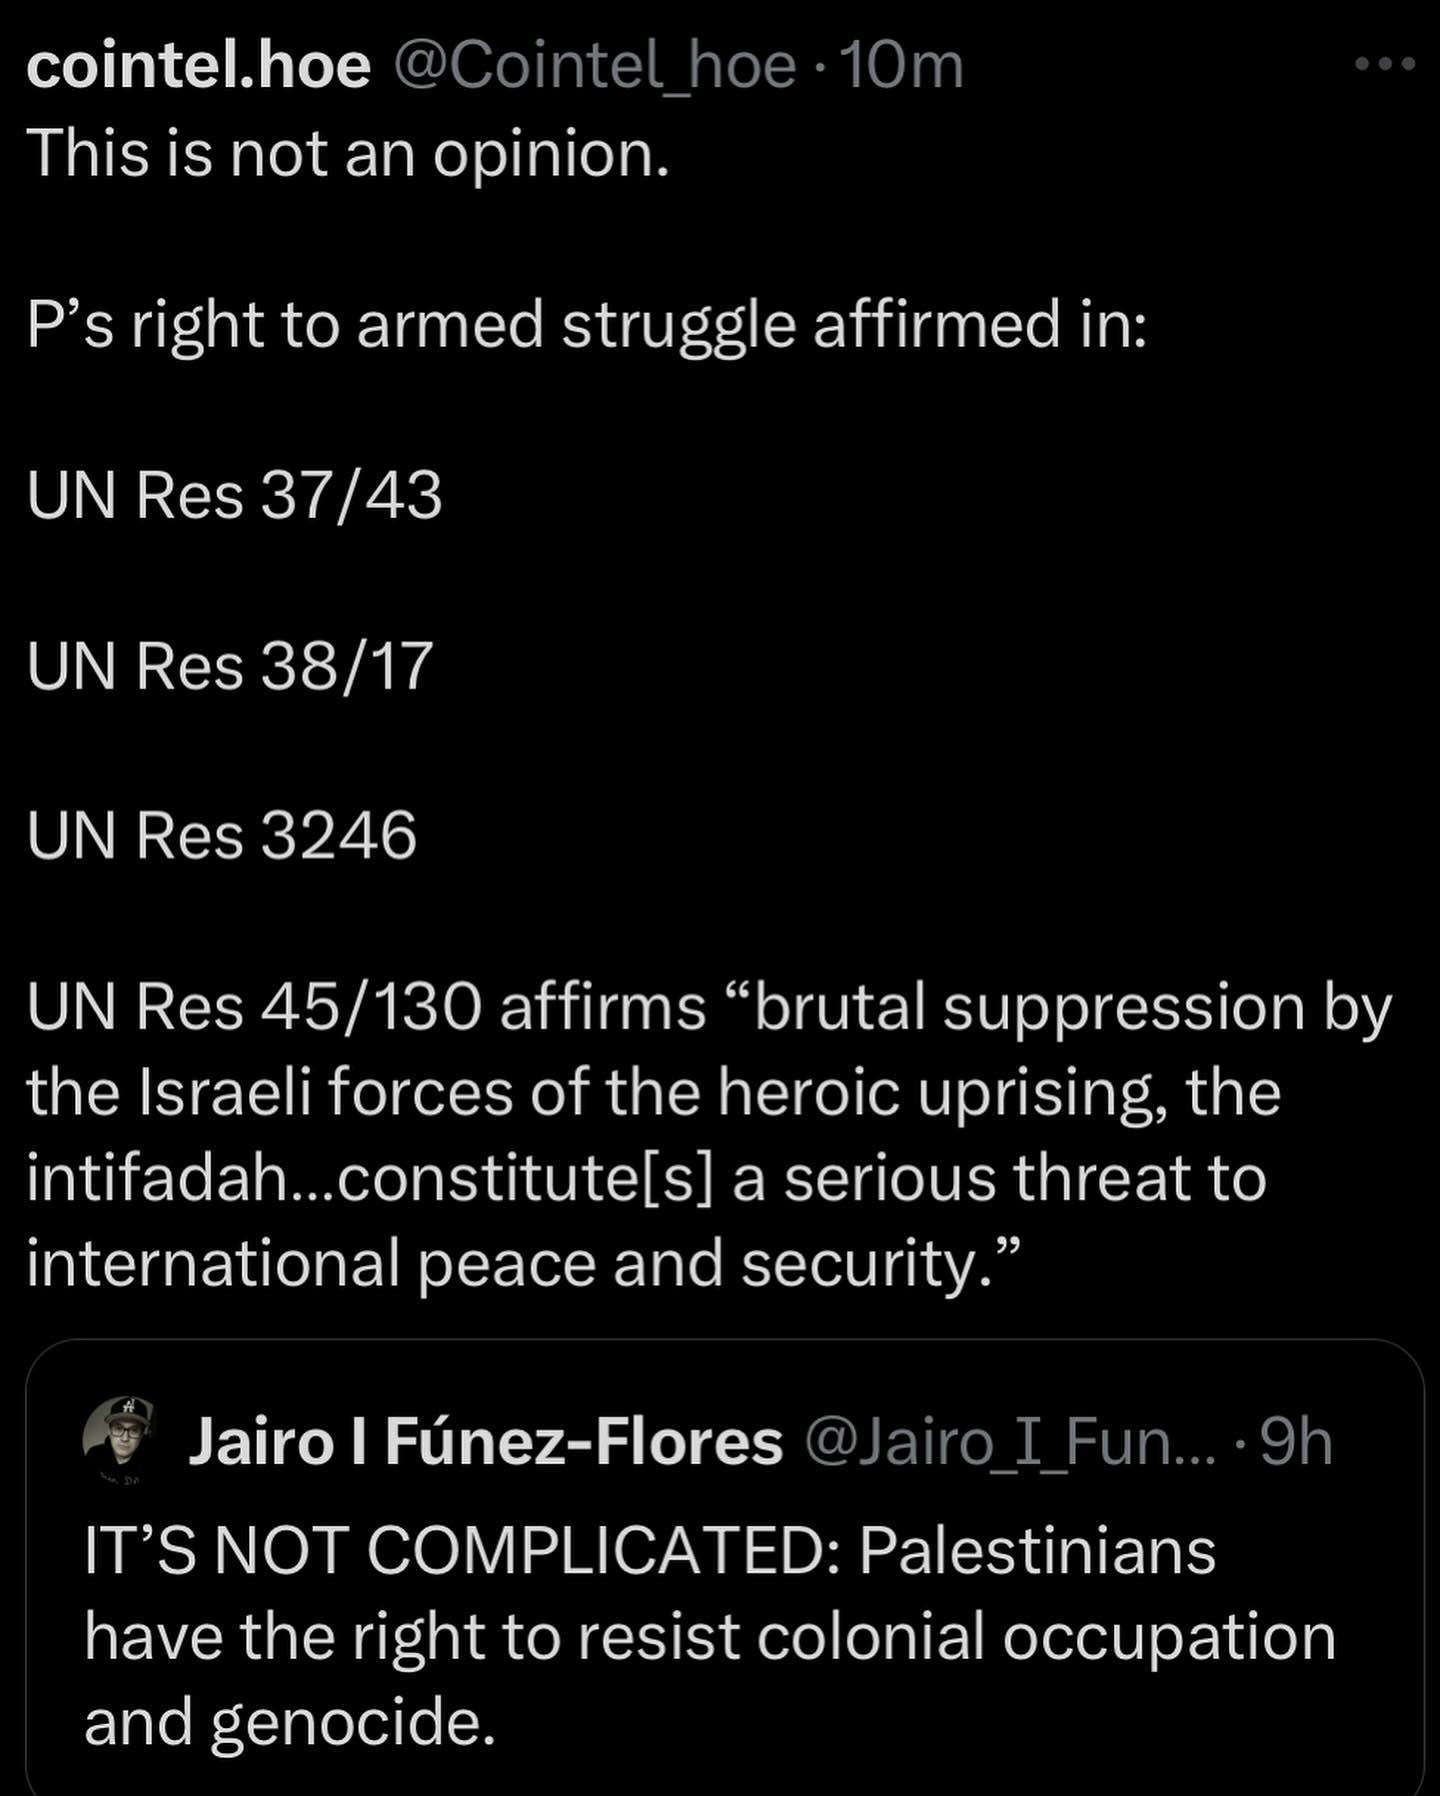 cointel.hoe @Cointel_hoe · 10m
This is not an opinion.
P’s right to armed struggle affirmed in:
UN Res 37/43
UN Res 38/17
UN Res 3246
UN Res 45/130 affirms “brutal suppression by
the Israeli forces of the heroic uprising, the
intifadah...constitute[s] a serious threat to
international peace and security.”
Jairo I Fúnez-Flores @Jairo_I_Fun... · 9h
IT’S NOT COMPLICATED: Palestinians
have the right to resist colonial occupation
and genocide.